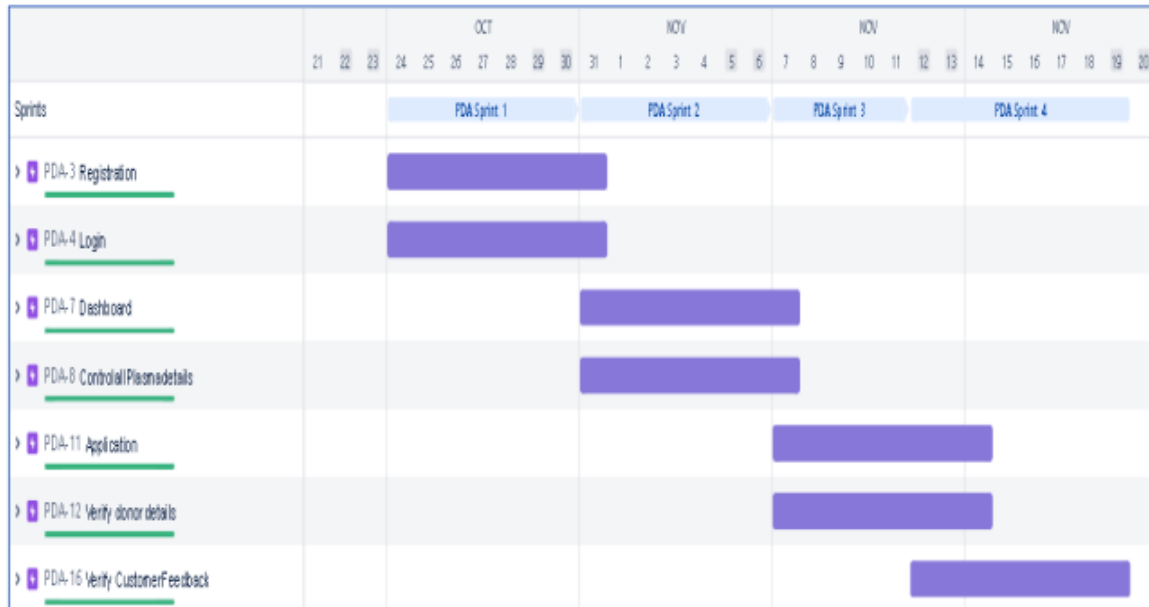 OCT NOV NOV NOV
21 22 23 24 25 26 27 28 29 30 31 1 2 3 4 5 6 7 8 9 10 11 12 13 14 15 16 17 18 19 20
Sprints PDA Sprint 1 PDA Sprint 2 PDA Sprint 3 PDA Sprint 4
PDA-3 Registration
PDA-4 Login
PDA-7 Dashboard
PDA-8 ControlallPlasmadetails
PDA-11 Application
PDA-12 Verify donor details
PDA-16 Verify CustomerFeedback